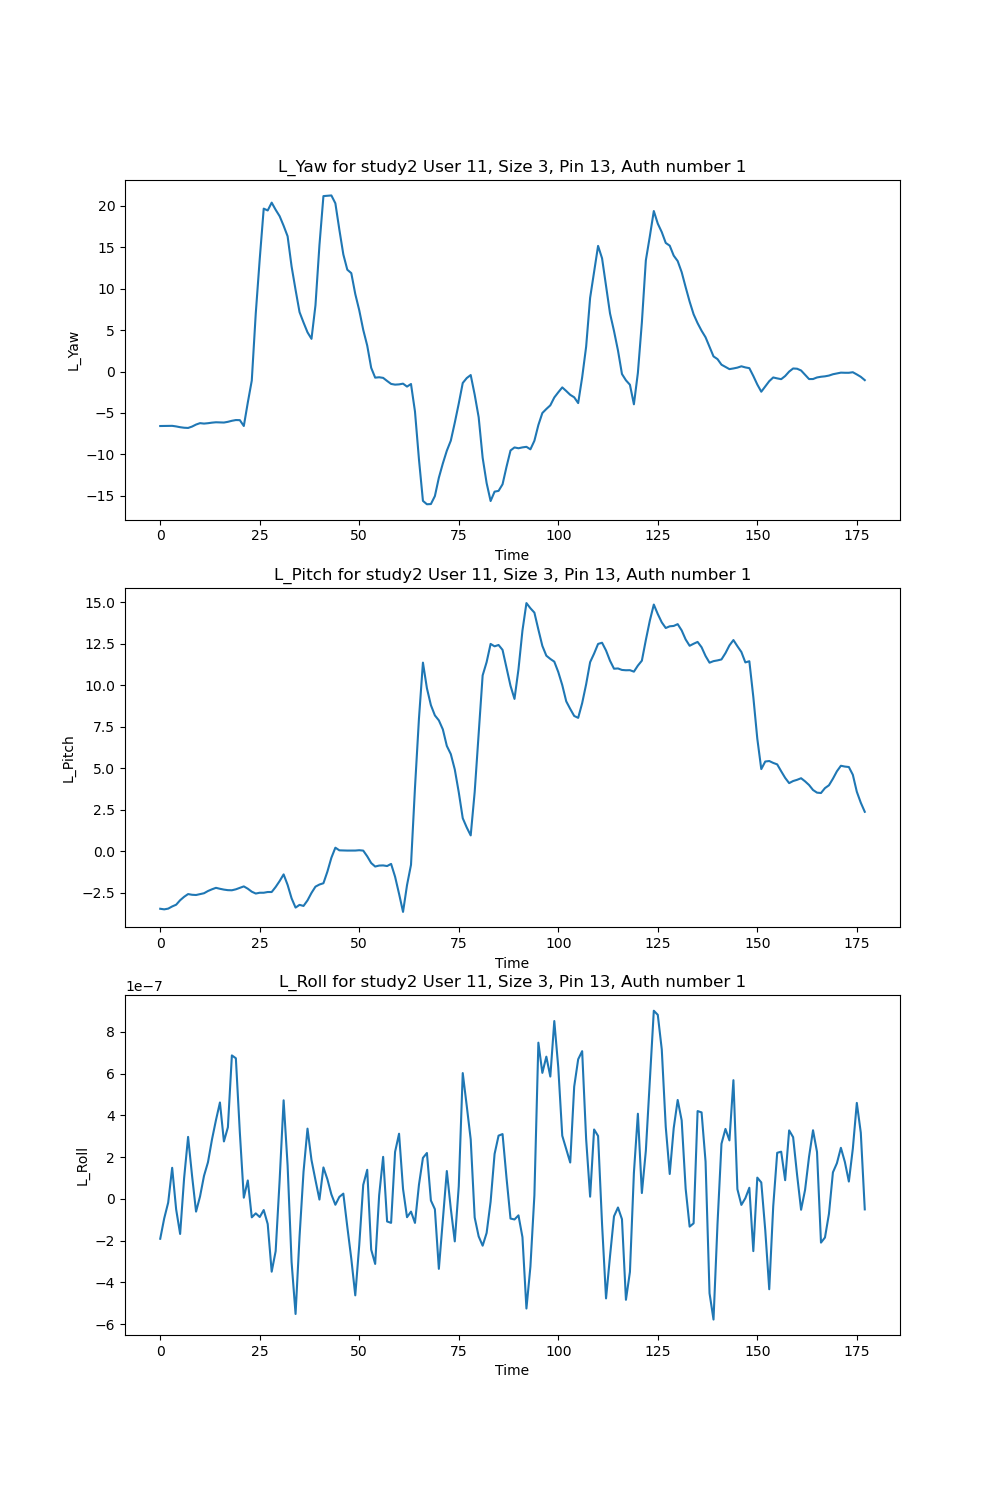 L_Yaw for study2 User 11, Size 3, Pin 13, Auth number 1
20
15
10
5
0
−5
−10
−15
L_Yaw
0 25 50 75 100 125 150 175
Time
L_Pitch for study2 User 11, Size 3, Pin 13, Auth number 1
15.0
12.5
10.0
7.5
5.0
2.5
0.0
−2.5
L_Pitch
0 25 50 75 100 125 150 175
Time
L_Roll for study2 User 11, Size 3, Pin 13, Auth number 1
1e−7
8
6
4
2
0
−2
−4
−6
L_Roll
0 25 50 75 100 125 150 175
Time